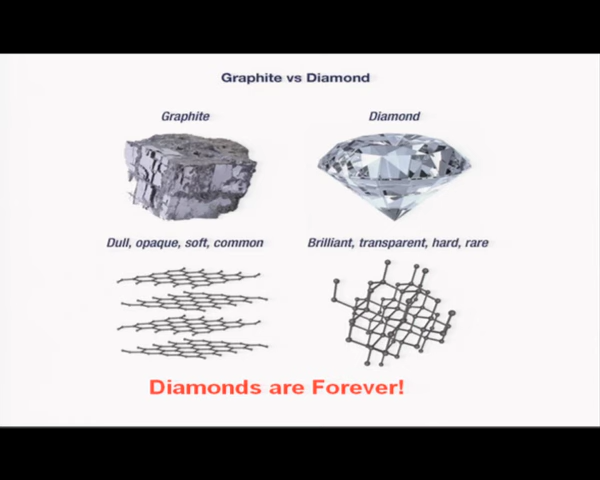 Graphite vs Diamond
Graphite
Diamond
Dull, opaque, soft, common
Brilliant, transparent, hard, rare
Diamonds are Forever!